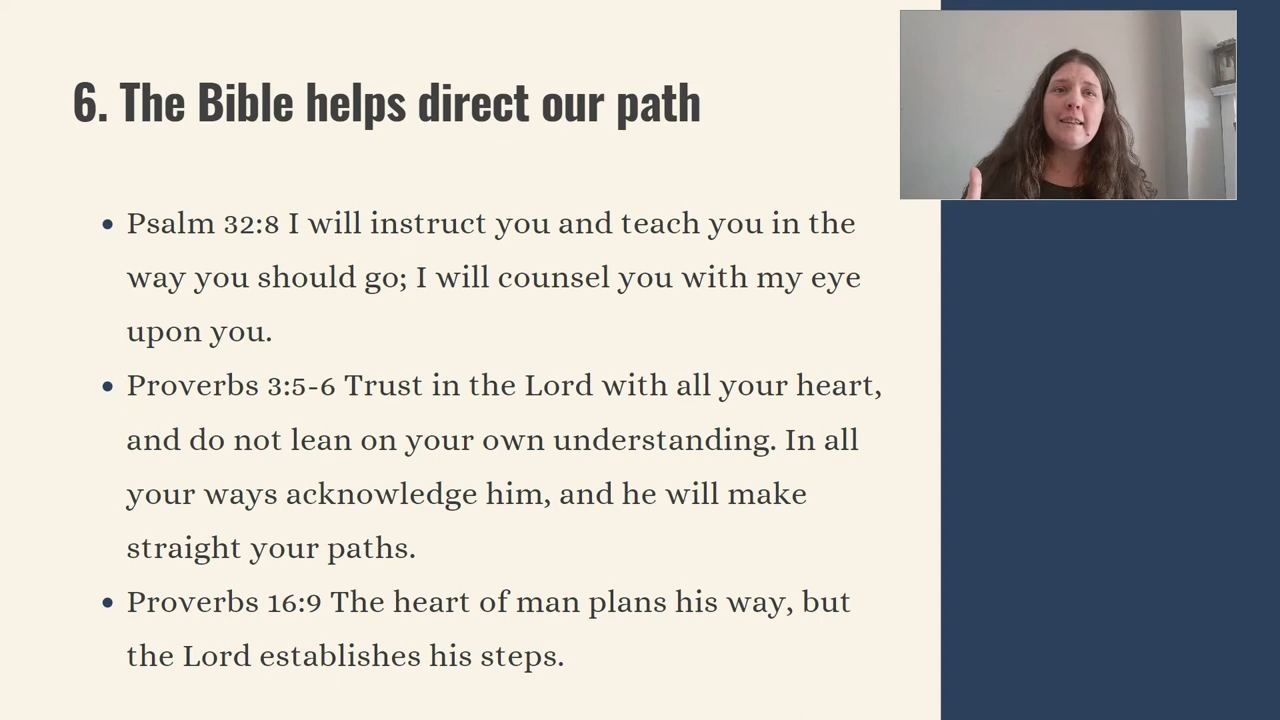 6. The Bible helps direct our path
• Psalm 32:8 I will instruct you and teach you in the
way you should go; I will counsel you with my eye
upon you.
• Proverbs 3:5-6 Trust in the Lord with all your heart,
and do not lean on your own understanding. In all
your ways acknowledge him, and he will make
straight your paths.
• Proverbs 16:9 The heart of man plans his way, but
the Lord establishes his steps.